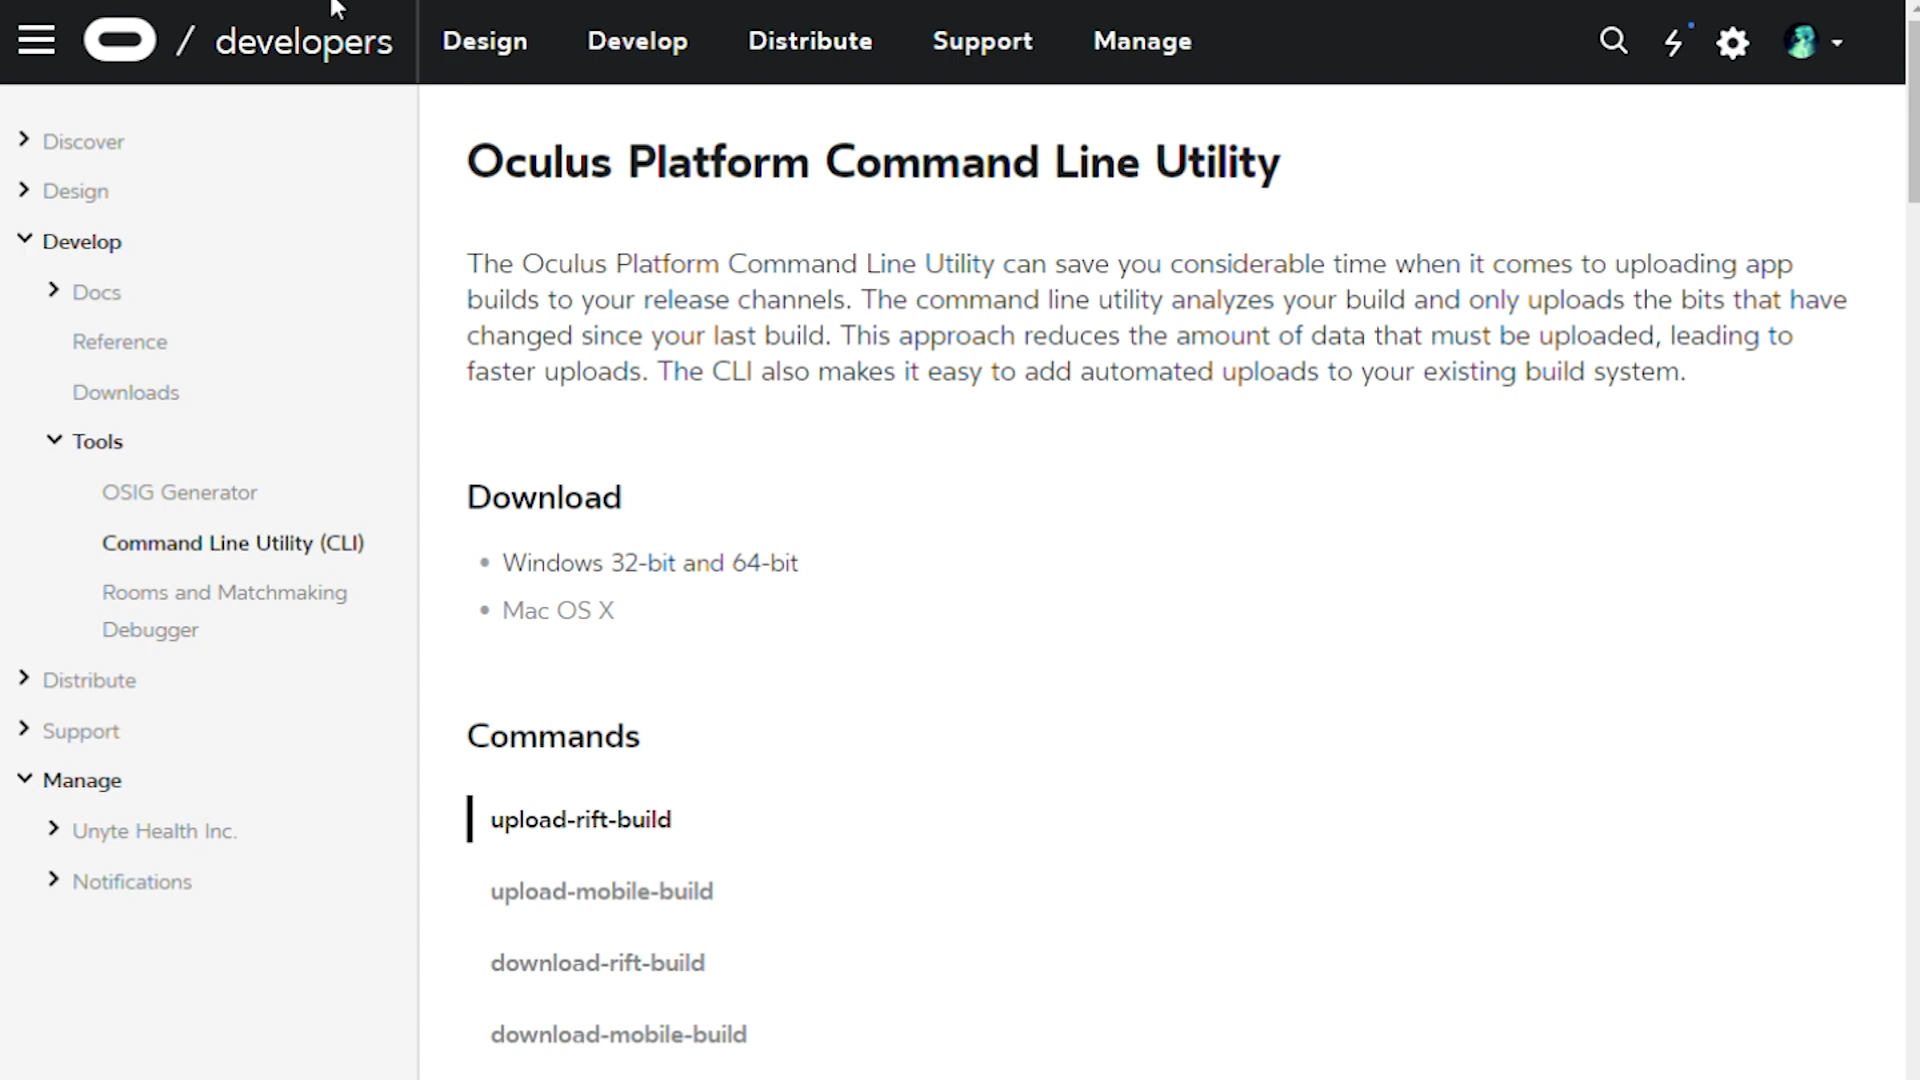 / developers
Design
Develop
Distribute
Support
Manage
Discover
Design
Develop
Docs
Reference
Downloads
Tools
OSIG Generator
Command Line Utility (CLI)
Rooms and Matchmaking
Debugger
Distribute
Support
Manage
Unyte Health Inc.
Notifications
Oculus Platform Command Line Utility
The Oculus Platform Command Line Utility can save you considerable time when it comes to uploading app
builds to your release channels. The command line utility analyzes your build and only uploads the bits that have
changed since your last build. This approach reduces the amount of data that must be uploaded, leading to
faster uploads. The CLI also makes it easy to add automated uploads to your existing build system.
Download
• Windows 32-bit and 64-bit
• Mac OS X
Commands
upload-rift-build
upload-mobile-build
download-rift-build
download-mobile-build